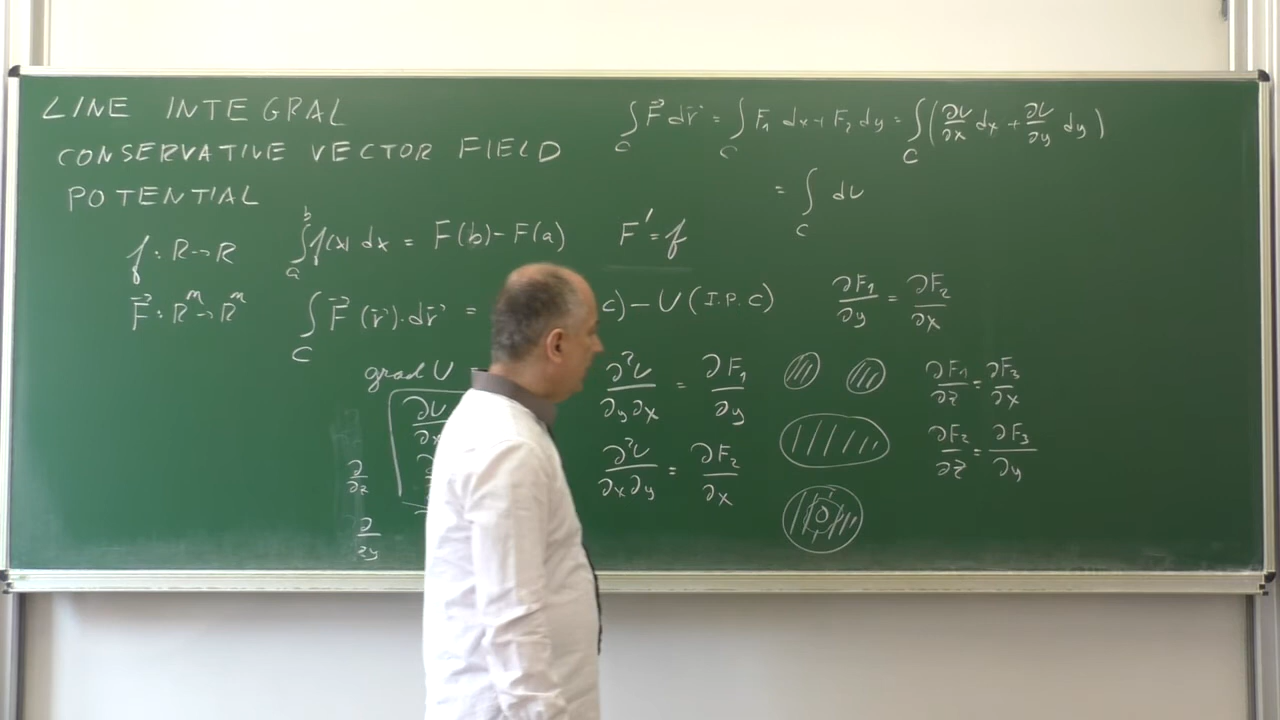 LINE INTEGRAL
CONSERVATIVE VECTOR FIELD
POTENTIAL
∫_C F⃗ dr⃗ = ∫_C F₁ dx + F₂ dy = ∫_C (∂U/∂x dx + ∂U/∂y dy)
= ∫_C dU
f: R→R
∫_a^b f(x) dx = F(b) - F(a)
F' = f
F⃗: Rⁿ→Rⁿ
∫_C F⃗(r⃗).dr⃗ =
C) - U(I.P.C)
∂F₁/∂y = ∂F₂/∂x
grad U
∂U/∂x
∂²U/∂y∂x = ∂F₁/∂y
∂F₁/∂z = ∂F₃/∂x
∂²U/∂x∂y = ∂F₂/∂x
∂F₂/∂z = ∂F₃/∂y
∂/∂z
∂/∂y